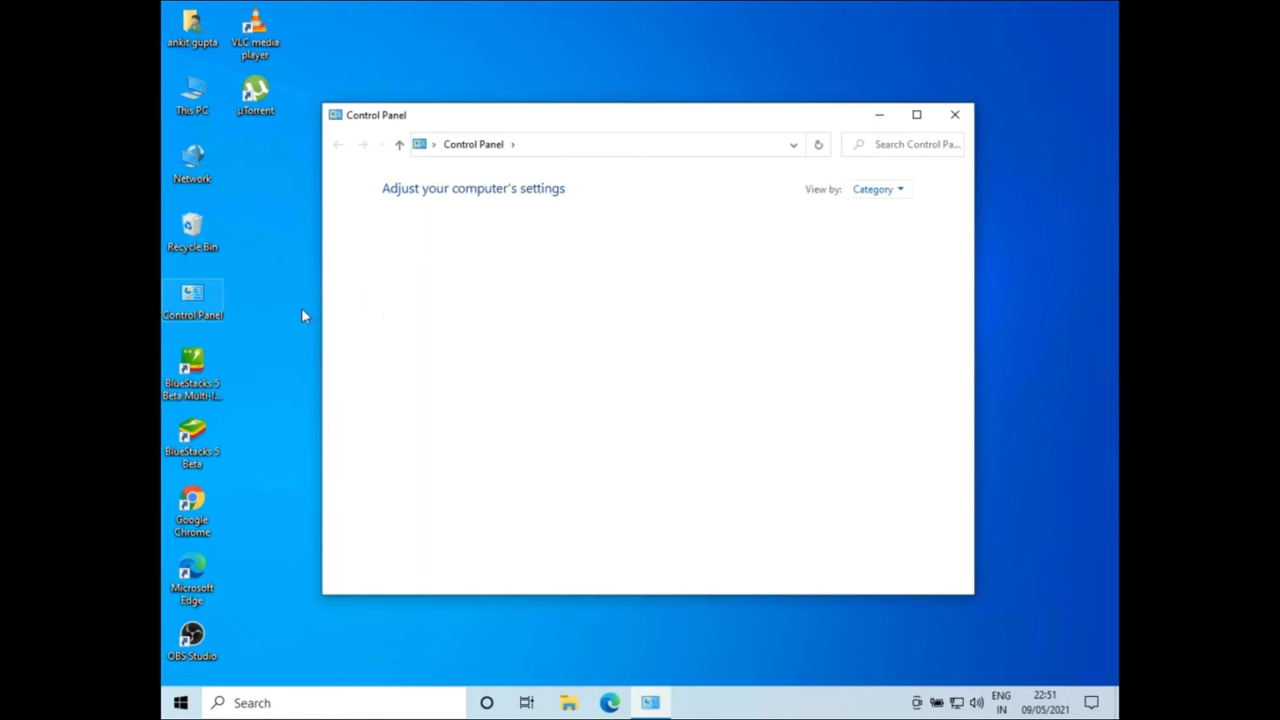 ankit gupta
VLC media
player
This PC
µTorrent
Network
Recycle Bin
Control Panel
BlueStacks 5
Beta Multi-I...
BlueStacks 5
Beta
Google
Chrome
Microsoft
Edge
OBS Studio
Control Panel
Control Panel
Search Control Pa...
Adjust your computer's settings
View by: Category
Search
ENG
IN
22:51
09/05/2021